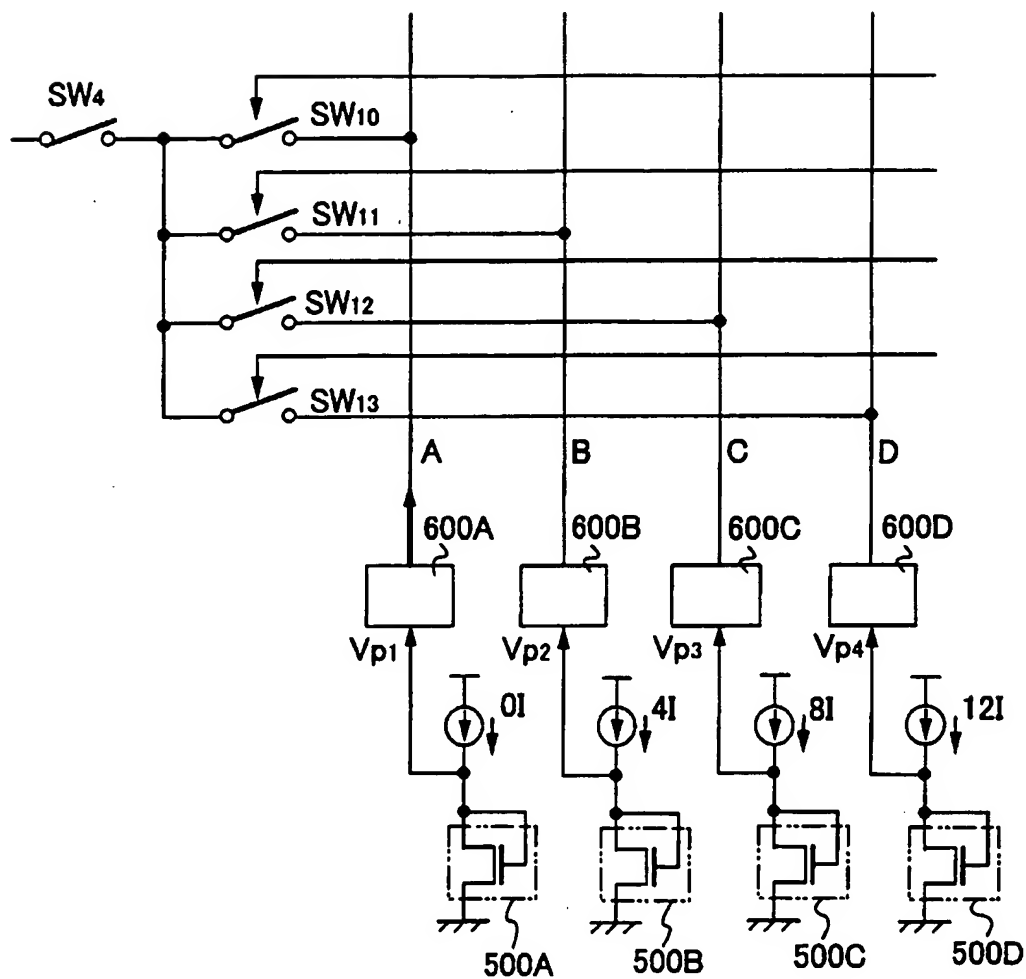 SW4
SW10
SW11
SW12
SW13
A B C D
600A 600B 600C 600D
Vp1 Vp2 Vp3 Vp4
0I 4I 8I 12I
500A 500B 500C 500D